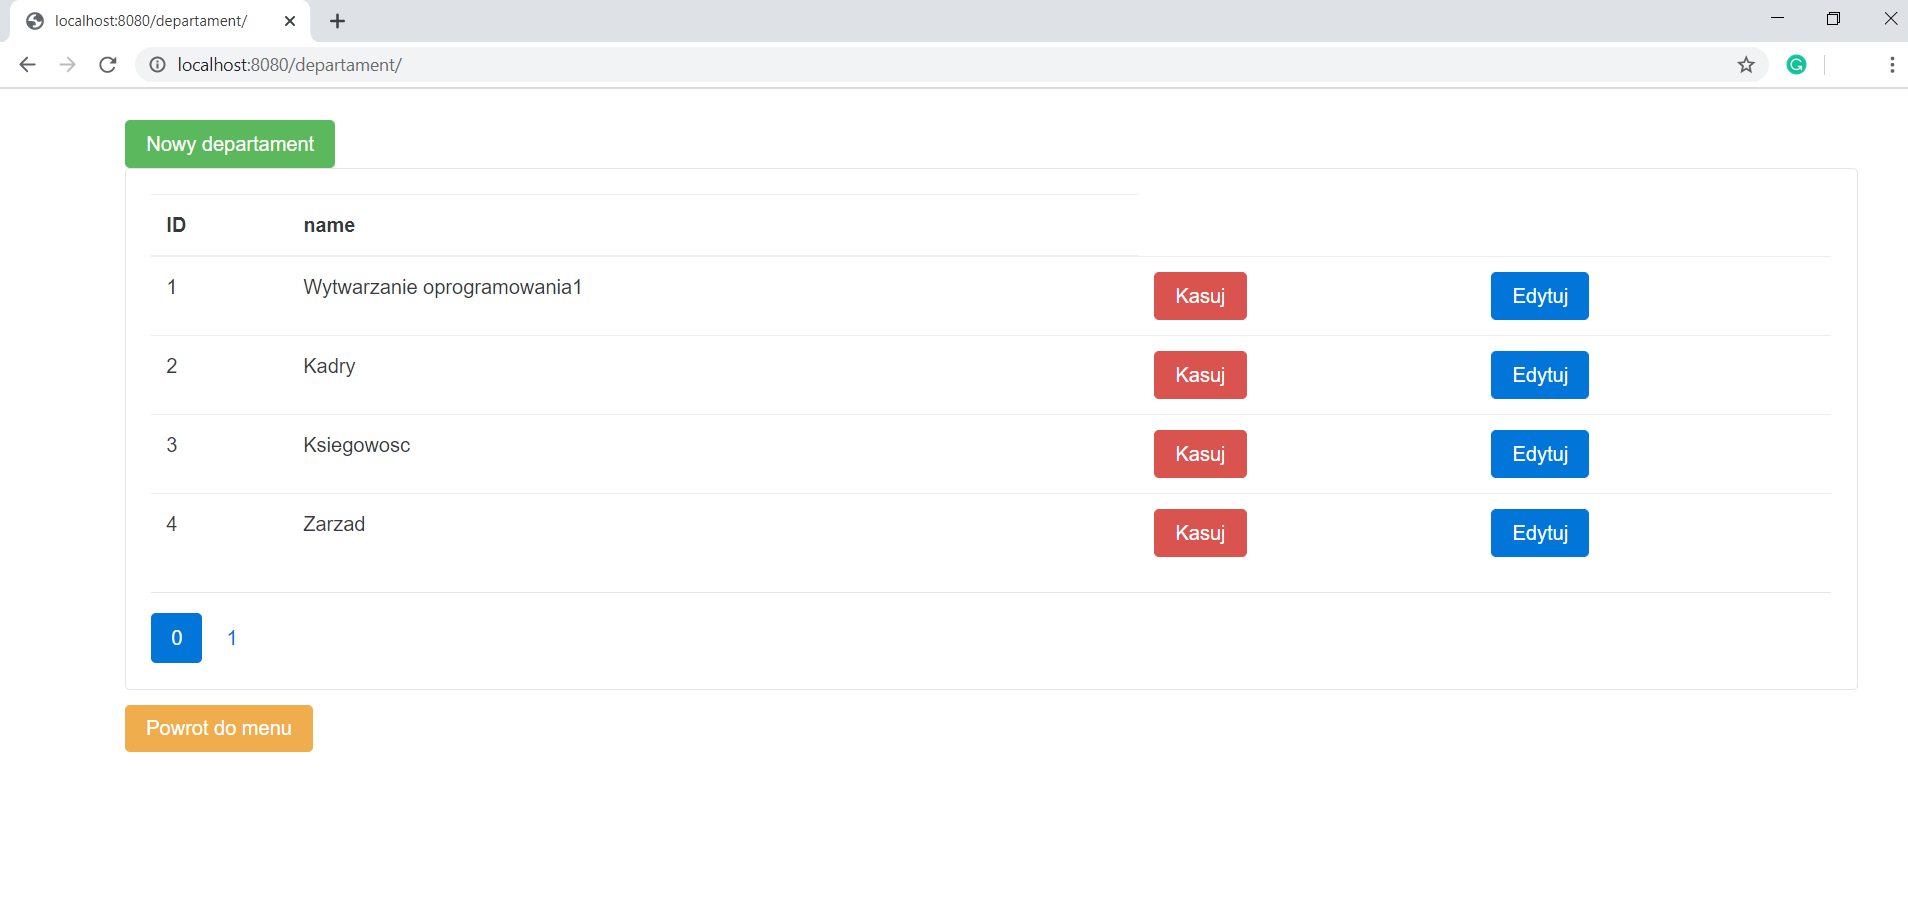 localhost:8080/departament/
localhost:8080/departament/
Nowy departament
ID name
1 Wytwarzanie oprogramowania1 Kasuj Edytuj
2 Kadry Kasuj Edytuj
3 Ksiegowosc Kasuj Edytuj
4 Zarzad Kasuj Edytuj
0 1
Powrot do menu